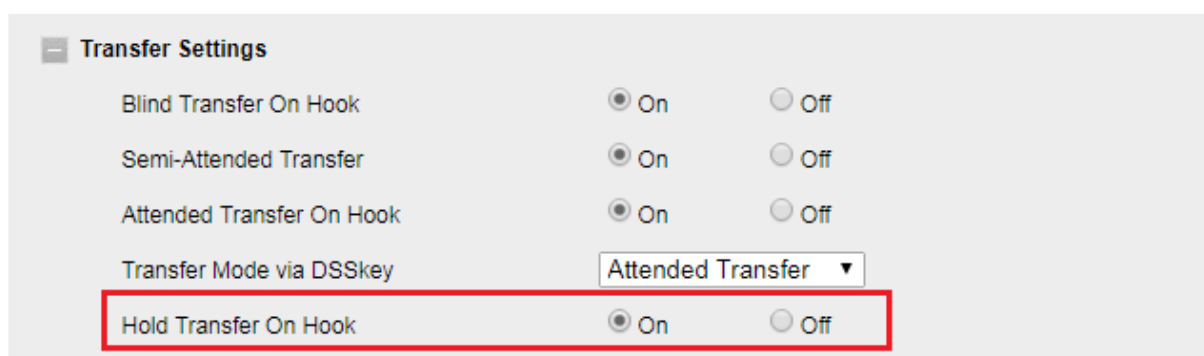 Transfer Settings
Blind Transfer On Hook On Off
Semi-Attended Transfer On Off
Attended Transfer On Hook On Off
Transfer Mode via DSSkey Attended Transfer
Hold Transfer On Hook On Off